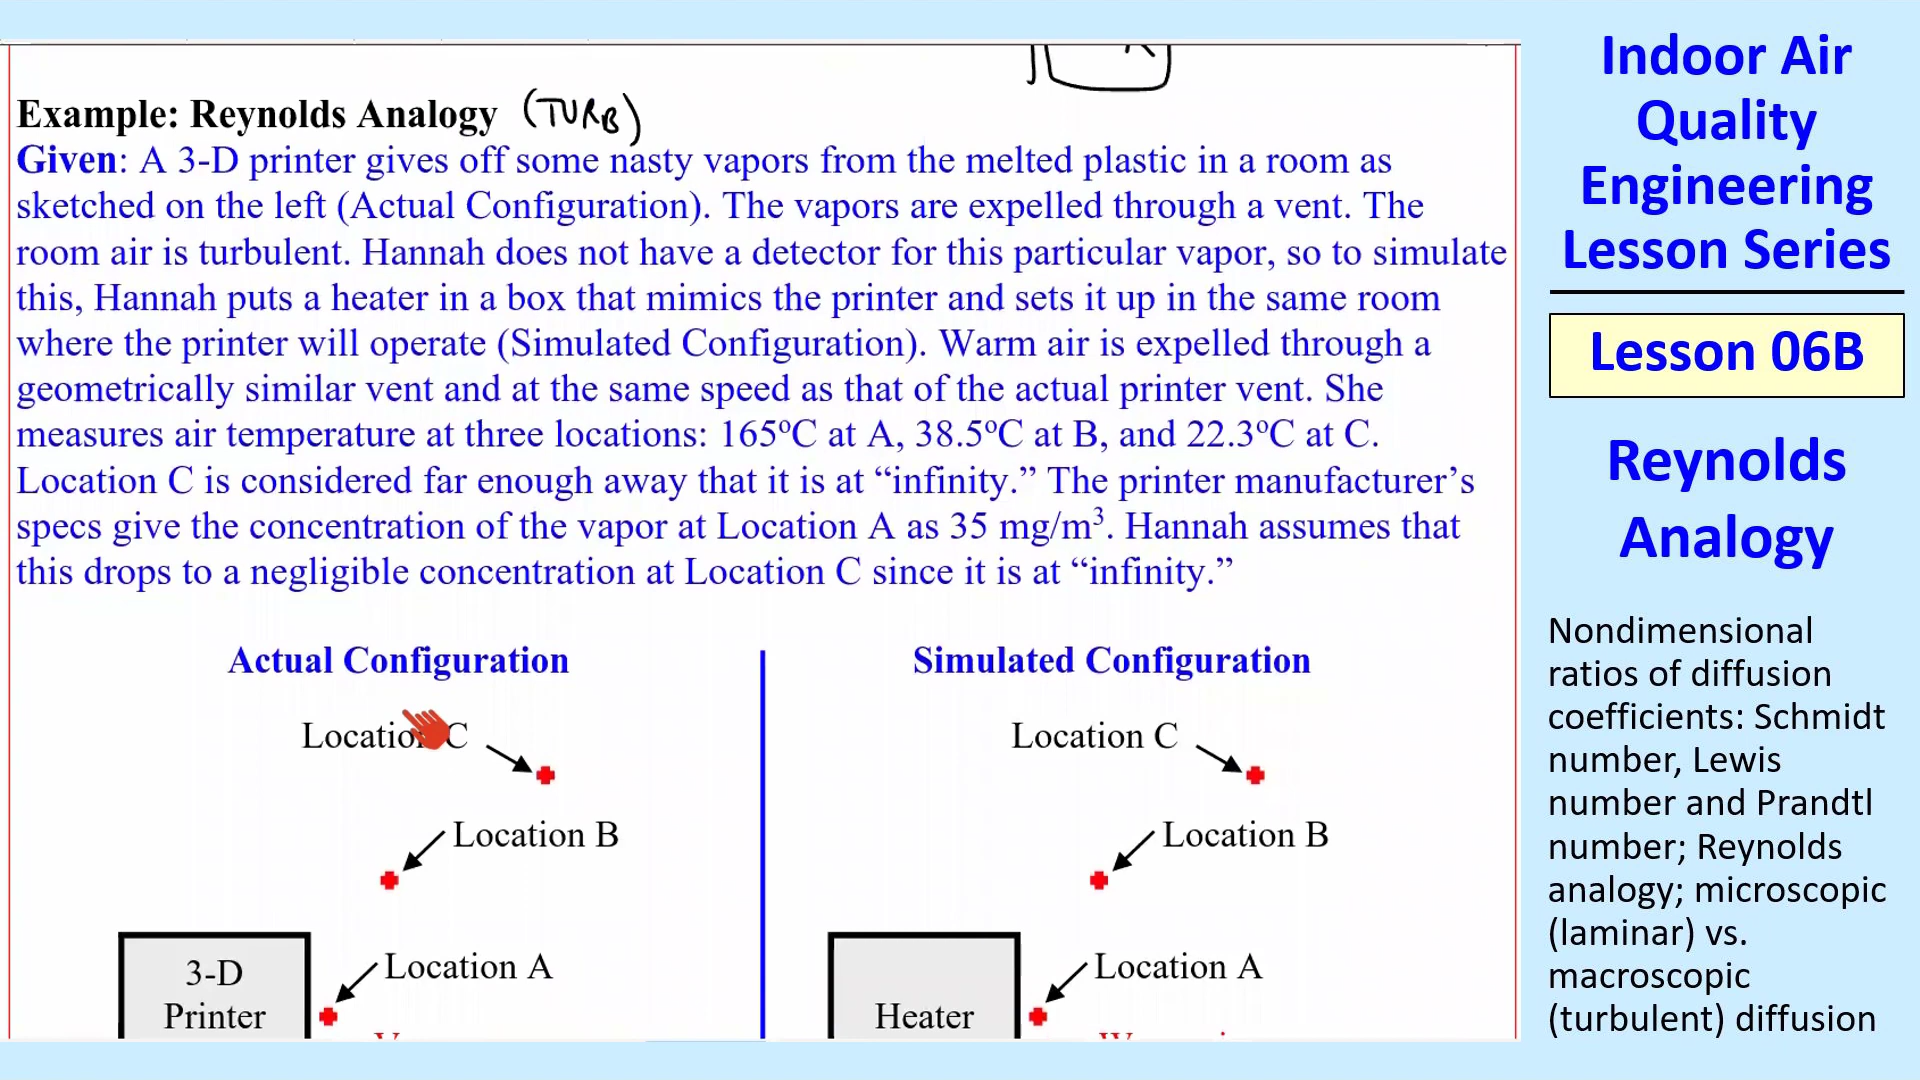 Example: Reynolds Analogy (TURB)
Given: A 3-D printer gives off some nasty vapors from the melted plastic in a room as
sketched on the left (Actual Configuration). The vapors are expelled through a vent. The
room air is turbulent. Hannah does not have a detector for this particular vapor, so to simulate
this, Hannah puts a heater in a box that mimics the printer and sets it up in the same room
where the printer will operate (Simulated Configuration). Warm air is expelled through a
geometrically similar vent and at the same speed as that of the actual printer vent. She
measures air temperature at three locations: 165°C at A, 38.5°C at B, and 22.3°C at C.
Location C is considered far enough away that it is at “infinity.” The printer manufacturer’s
specs give the concentration of the vapor at Location A as 35 mg/m³. Hannah assumes that
this drops to a negligible concentration at Location C since it is at “infinity.”
Actual Configuration
Location C
Location B
Location A
3-D
Printer
Simulated Configuration
Location C
Location B
Location A
Heater
Indoor Air
Quality
Engineering
Lesson Series
Lesson 06B
Reynolds
Analogy
Nondimensional
ratios of diffusion
coefficients: Schmidt
number, Lewis
number and Prandtl
number; Reynolds
analogy; microscopic
(laminar) vs.
macroscopic
(turbulent) diffusion